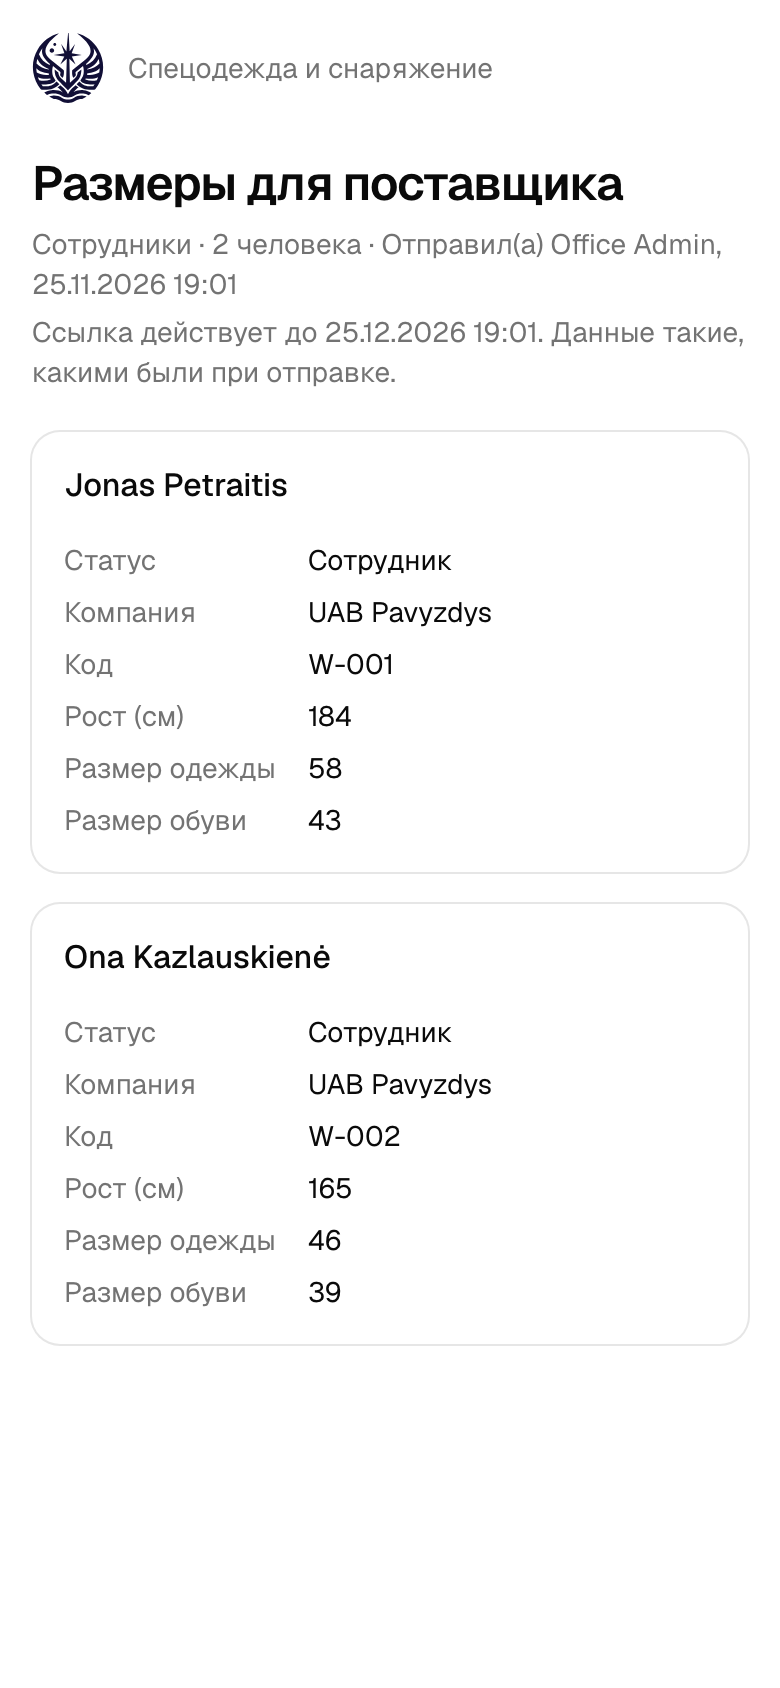 Спецодежда и снаряжение
Размеры для поставщика
Сотрудники · 2 человека · Отправил(а) Office Admin,
25.11.2026 19:01
Ссылка действует до 25.12.2026 19:01. Данные такие,
какими были при отправке.
Jonas Petraitis
Статус Сотрудник
Компания UAB Pavyzdys
Код W-001
Рост (см) 184
Размер одежды 58
Размер обуви 43
Ona Kazlauskienė
Статус Сотрудник
Компания UAB Pavyzdys
Код W-002
Рост (см) 165
Размер одежды 46
Размер обуви 39